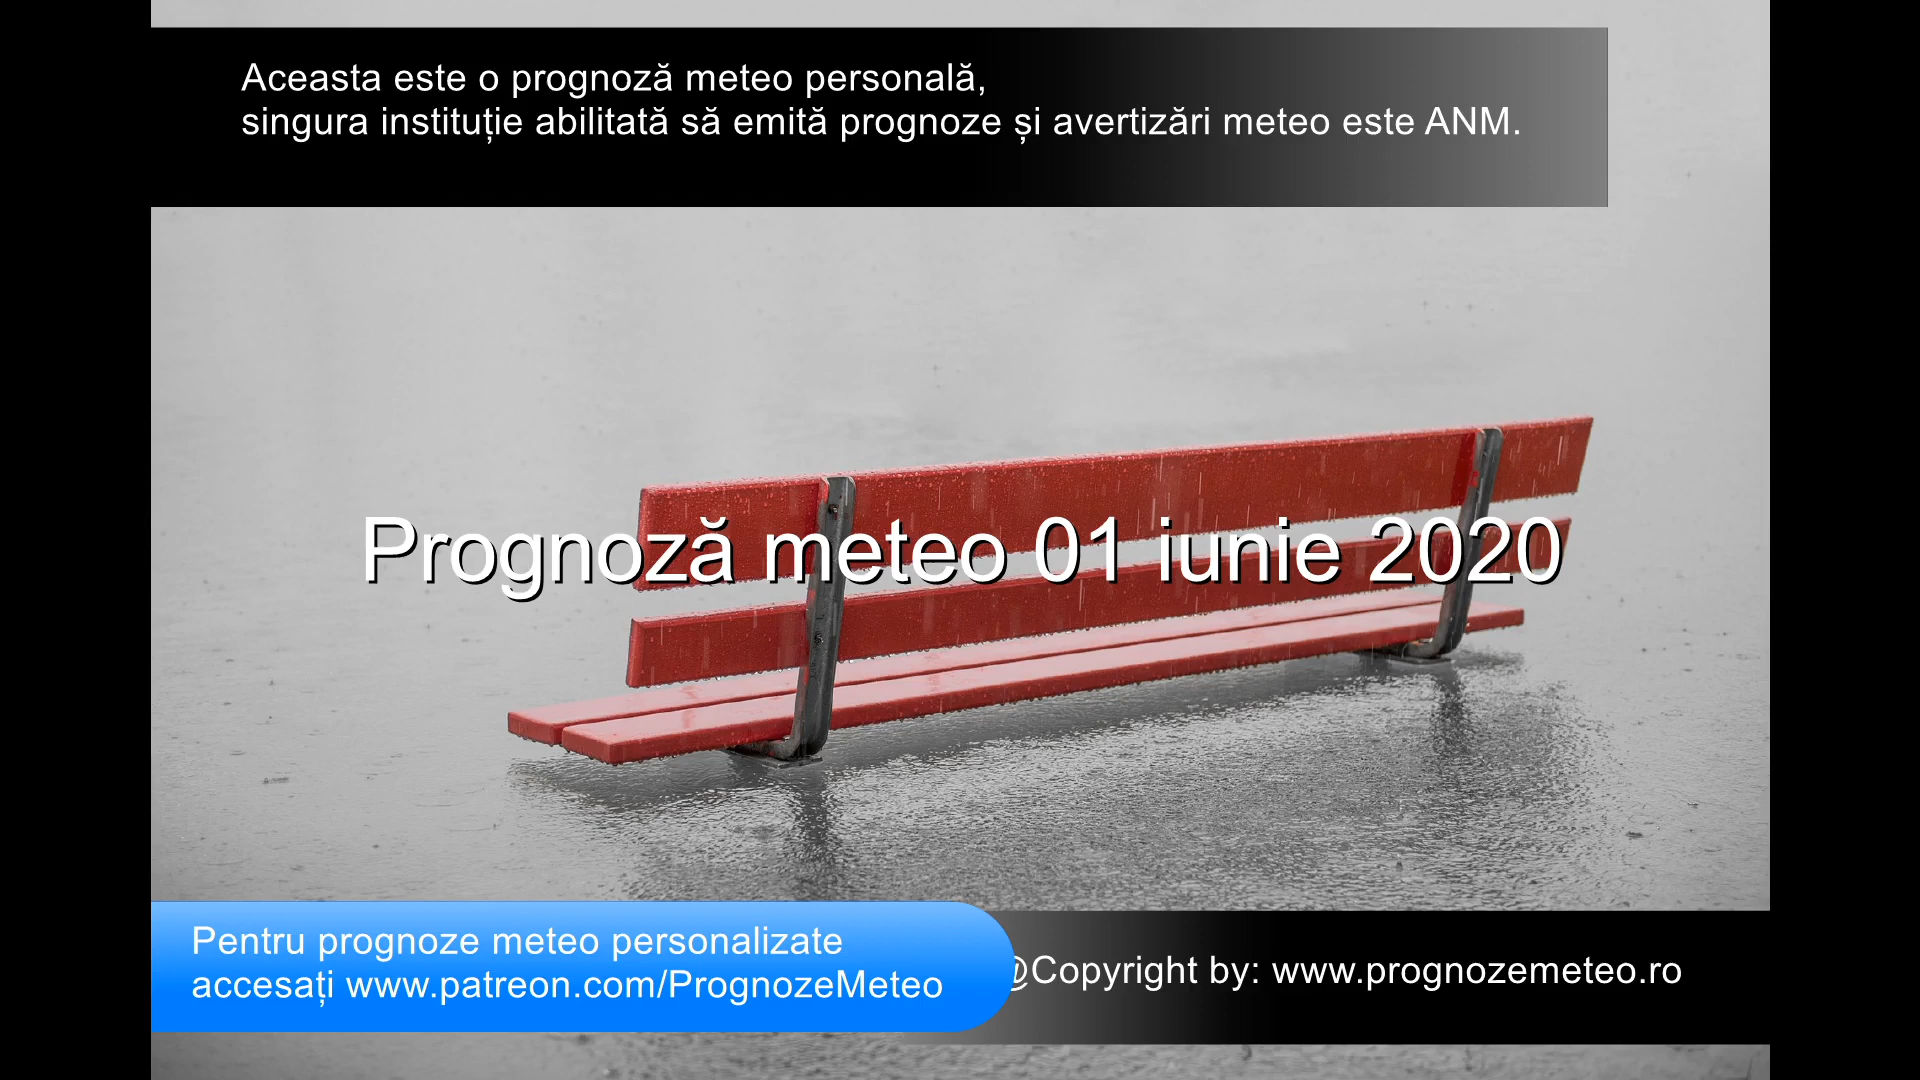 Aceasta este o prognoză meteo personală,
singura instituție abilitată să emită prognoze și avertizări meteo este ANM.
Prognoză meteo 01 iunie 2020
Pentru prognoze meteo personalizate
accesați www.patreon.com/PrognozeMeteo
@Copyright by: www.prognozemeteo.ro